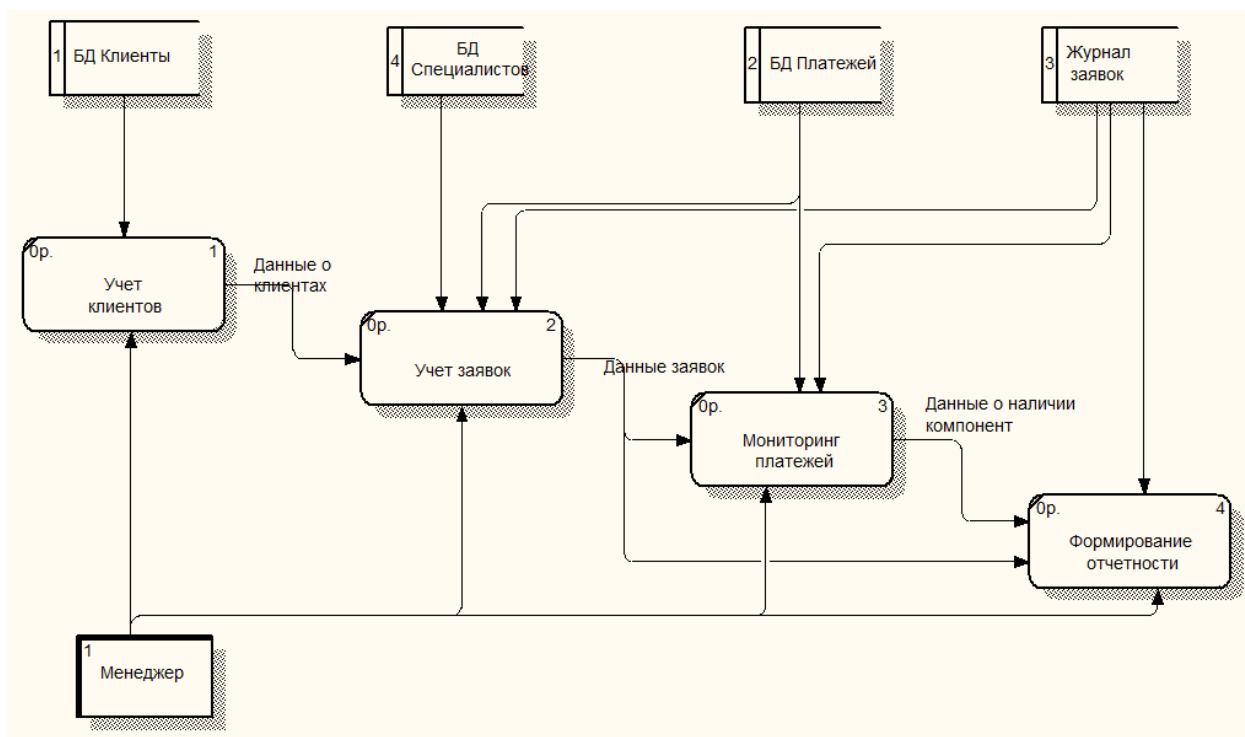 1 БД Клиенты
4 БД
Специалистов
2 БД Платежей
3 Журнал
заявок
0р. 1
Учет
клиентов
Данные о
клиентах
0р. 2
Учет заявок
Данные заявок
0р. 3
Мониторинг
платежей
Данные о наличии
компонент
0р. 4
Формирование
отчетности
1
Менеджер